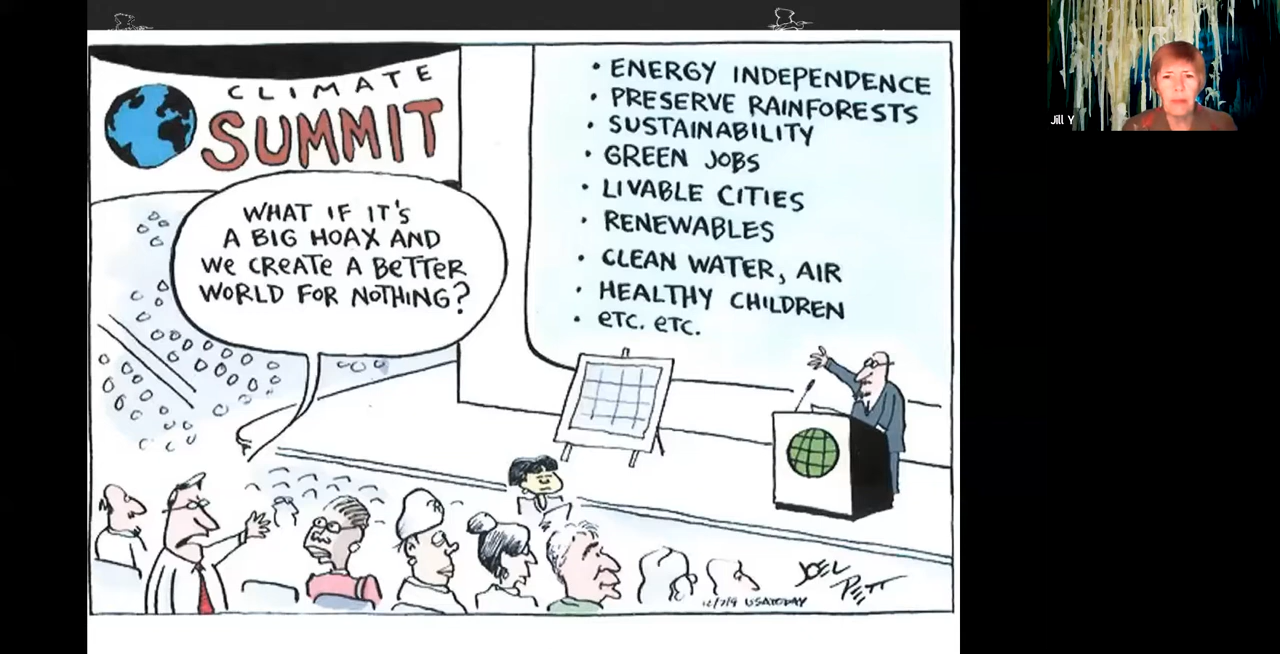 CLIMATE
SUMMIT
WHAT IF IT'S
A BIG HOAX AND
WE CREATE A BETTER
WORLD FOR NOTHING?
• ENERGY INDEPENDENCE
• PRESERVE RAINFORESTS
• SUSTAINABILITY
• GREEN JOBS
• LIVABLE CITIES
• RENEWABLES
• CLEAN WATER, AIR
• HEALTHY CHILDREN
• ETC. ETC.
JOEL
PETT
USA TODAY
Jill Y